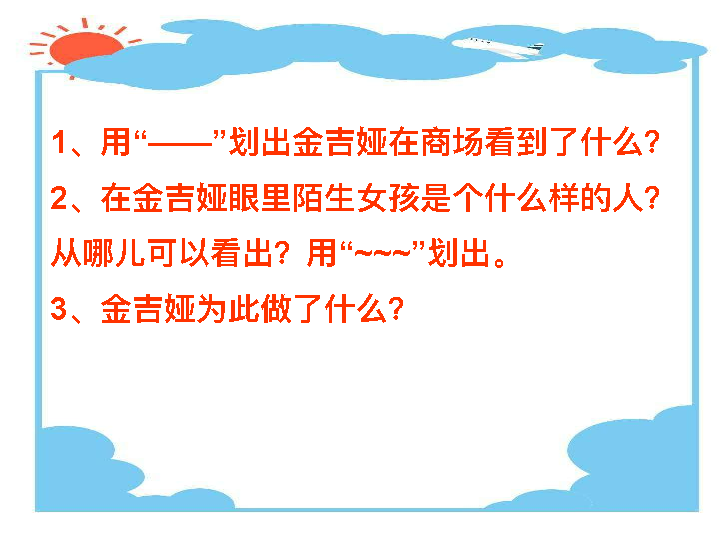 1、用“——”划出金吉娅在商场看到了什么？
2、在金吉娅眼里陌生女孩是个什么样的人？
从哪儿可以看出？用“~~~”划出。
3、金吉娅为此做了什么？